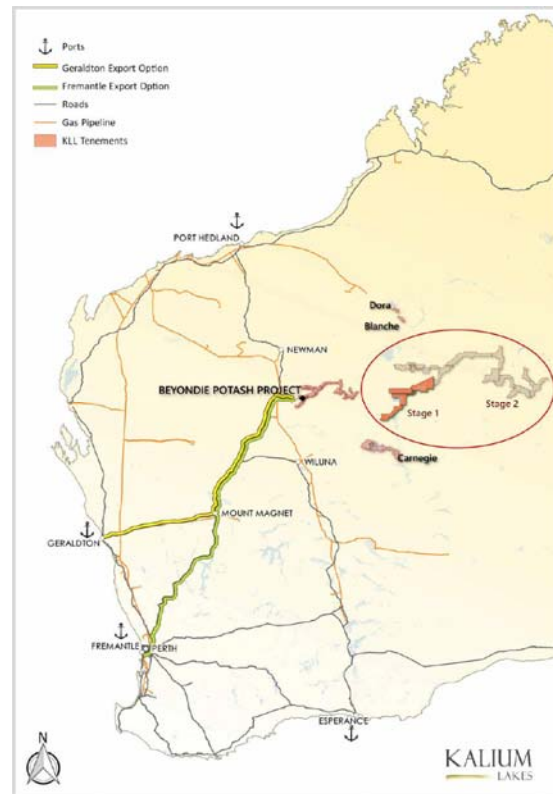 Ports
Geraldton Export Option
Fremantle Export Option
Roads
Gas Pipeline
KLL Tenements
PORT HEDLAND
Dora
Blanche
NEWMAN
BEYONDIE POTASH PROJECT
Stage 1
Stage 2
Carnegie
WILUNA
MOUNT MAGNET
GERALDTON
FREMANTLE
PERTH
ESPERANCE
N
KALIUM
LAKES